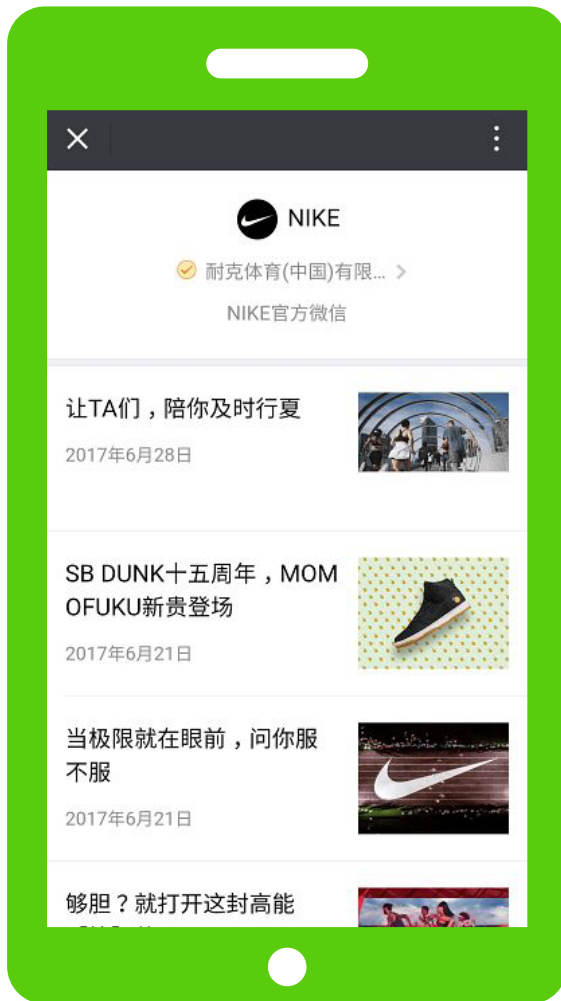 NIKE
耐克体育(中国)有限...
NIKE官方微信
让TA们，陪你及时行夏
2017年6月28日
SB DUNK十五周年，MOM
OFUKU新贵登场
2017年6月21日
当极限就在眼前，问你服
不服
2017年6月21日
够胆？就打开这封高能